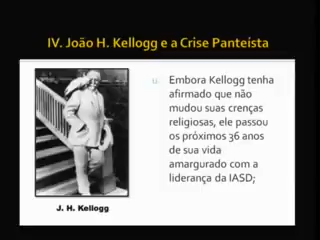 IV. João H. Kellogg e a Crise Panteísta
Embora Kellogg tenha
afirmado que não
mudou suas crenças
religiosas, ele passou
os próximos 36 anos
de sua vida
amargurado com a
liderança da IASD;
J. H. Kellogg